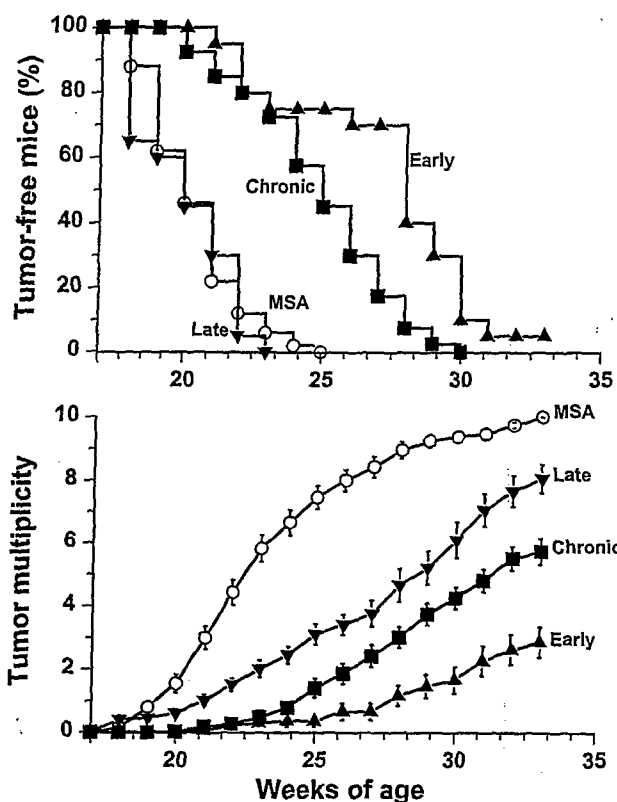 Tumor-free mice (%)
100
80
60
40
20
0
Early
Chronic
MSA
Late
20
25
30
35
Tumor multiplicity
10
8
6
4
2
0
MSA
Late
Chronic
Early
20
25
30
35
Weeks of age